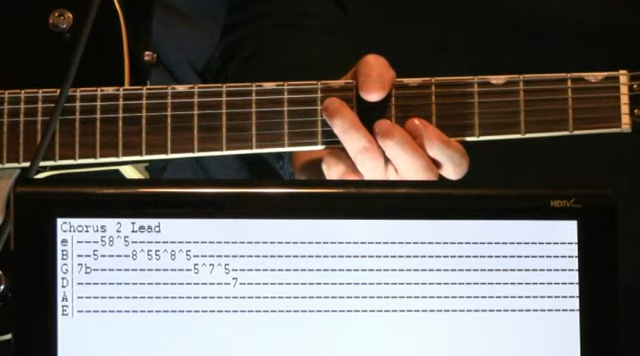 HDTV
Chorus 2 Lead
e|---58^5--------------------------------------------------------
B|--5-----8^55^8^5-----------------------------------------------
G|7b---------------5^7^5-----------------------------------------
D|----------------------7----------------------------------------
A|---------------------------------------------------------------
E|---------------------------------------------------------------